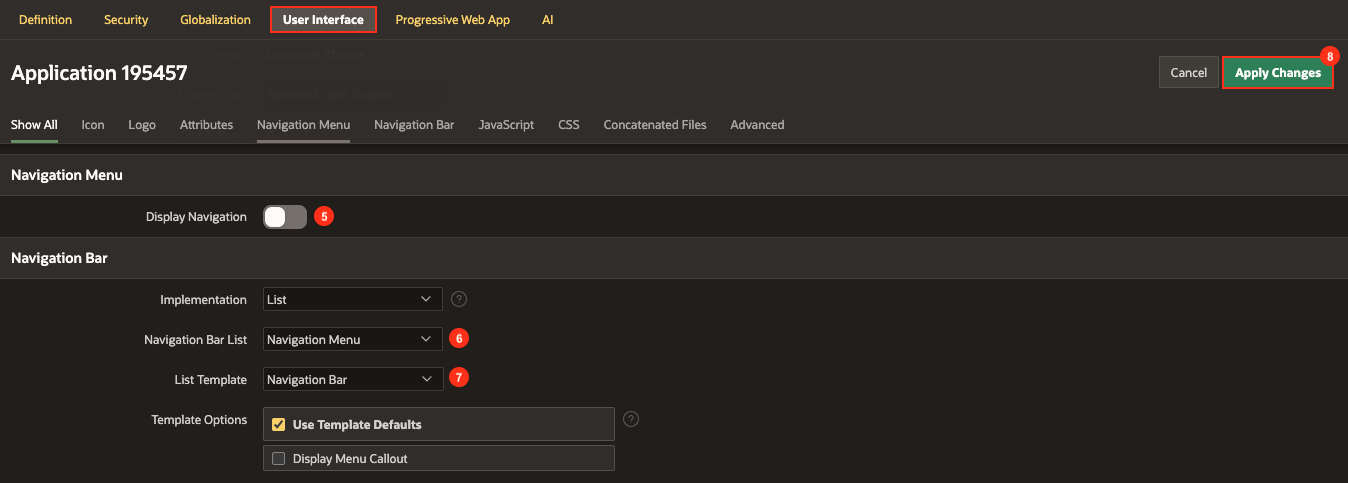 Definition Security Globalization User Interface Progressive Web App AI
8
Application 195457 Cancel Apply Changes
Show All Icon Logo Attributes Navigation Menu Navigation Bar JavaScript CSS Concatenated Files Advanced
Navigation Menu
Display Navigation 5
Navigation Bar
Implementation List ?
Navigation Bar List Navigation Menu 6
List Template Navigation Bar 7
Template Options Use Template Defaults ?
Display Menu Callout